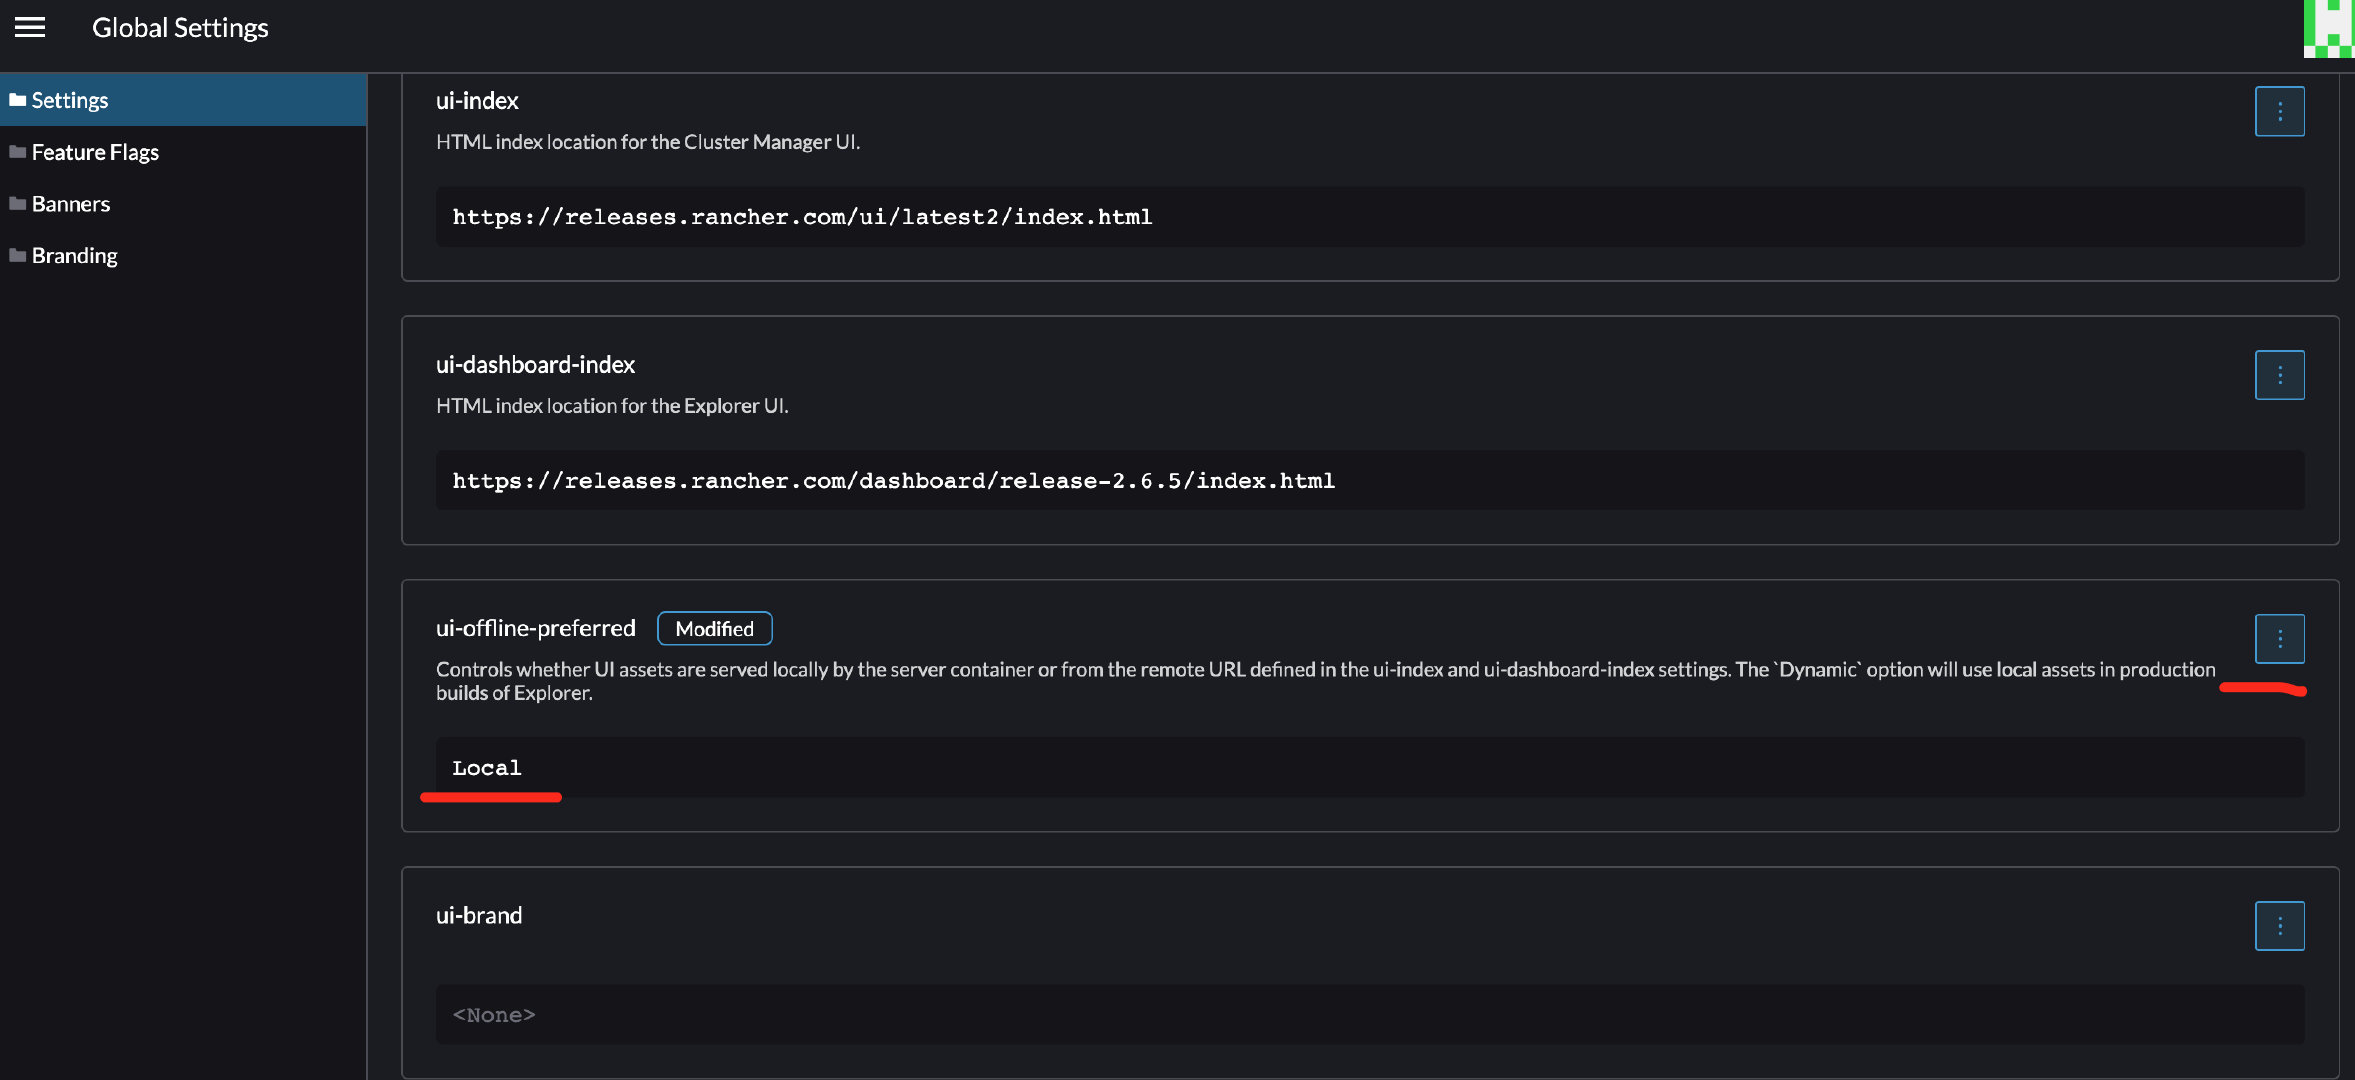 Global Settings
Settings
Feature Flags
Banners
Branding
ui-index
HTML index location for the Cluster Manager UI.
https://releases.rancher.com/ui/latest2/index.html
ui-dashboard-index
HTML index location for the Explorer UI.
https://releases.rancher.com/dashboard/release-2.6.5/index.html
ui-offline-preferred Modified
Controls whether UI assets are served locally by the server container or from the remote URL defined in the ui-index and ui-dashboard-index settings. The `Dynamic` option will use local assets in production
builds of Explorer.
Local
ui-brand
<None>